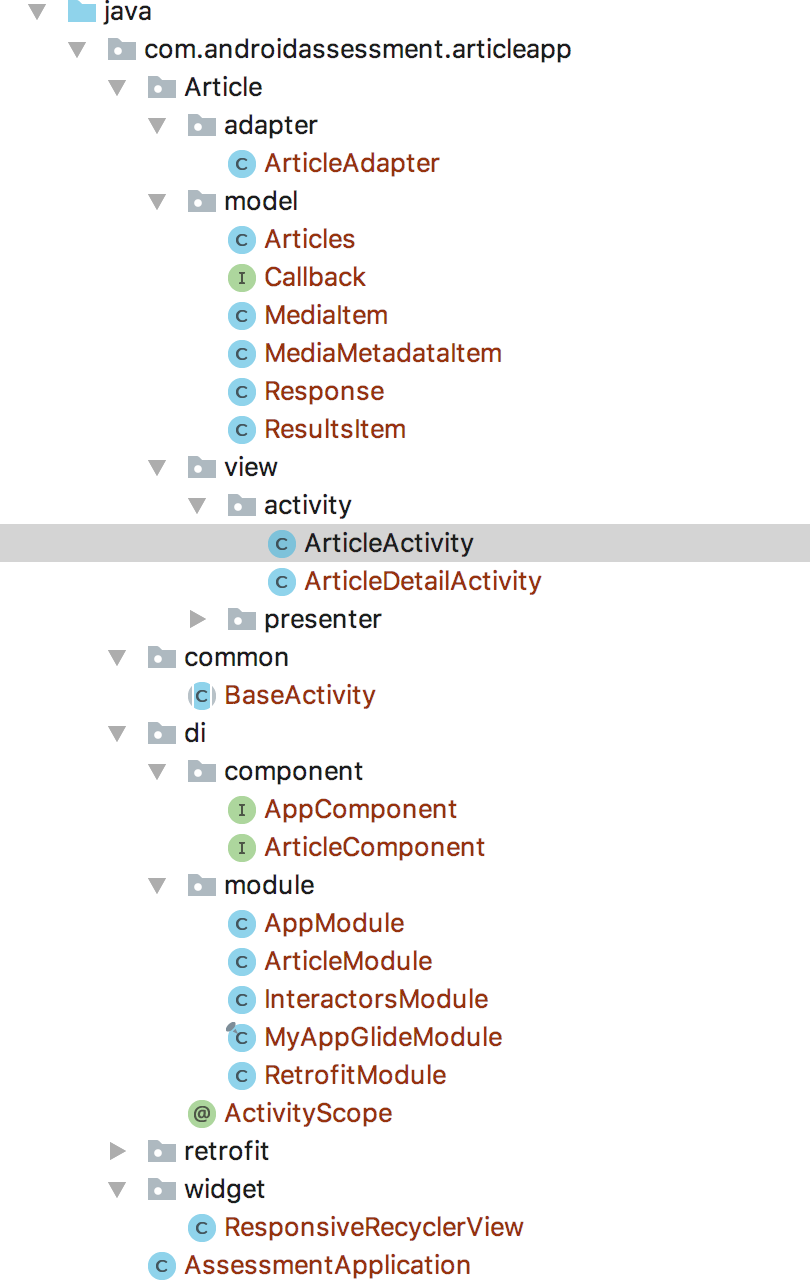 java
com.androidassessment.articleapp
Article
adapter
C ArticleAdapter
model
C Articles
I Callback
C MediaItem
C MediaMetadataItem
C Response
C ResultsItem
view
activity
C ArticleActivity
C ArticleDetailActivity
presenter
common
C BaseActivity
di
component
I AppComponent
I ArticleComponent
module
C AppModule
C ArticleModule
C InteractorsModule
C MyAppGlideModule
C RetrofitModule
@ ActivityScope
retrofit
widget
C ResponsiveRecyclerView
C AssessmentApplication